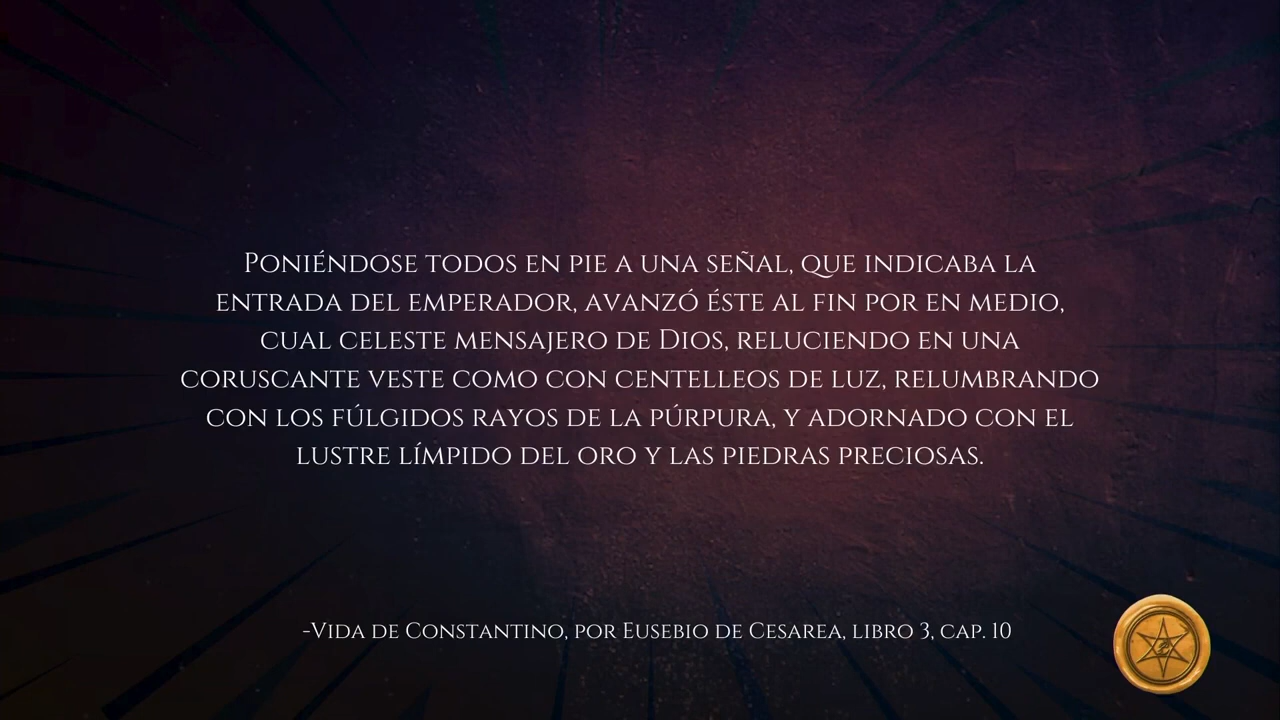 Poniéndose todos en pie a una señal, que indicaba la
entrada del emperador, avanzó éste al fin por en medio,
cual celeste mensajero de Dios, reluciendo en una
coruscante veste como con centelleos de luz, relumbrando
con los fúlgidos rayos de la púrpura, y adornado con el
lustre límpido del oro y las piedras preciosas.
-Vida de Constantino, por Eusebio de Cesarea, libro 3, cap. 10